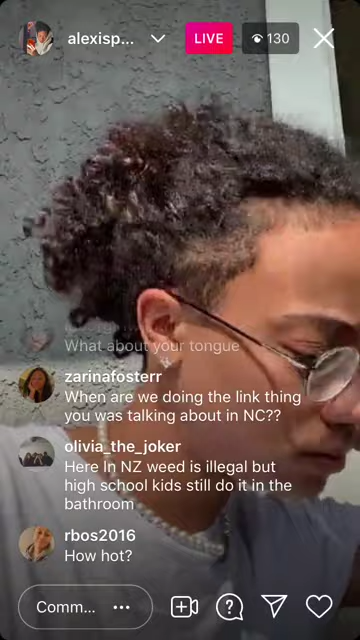 alexisp...
LIVE
130
What about your tongue
zarinafosterr
When are we doing the link thing
you was talking about in NC??
olivia_the_joker
Here in NZ weed is illegal but
high school kids still do it in the
bathroom
rbos2016
How hot?
Comm...